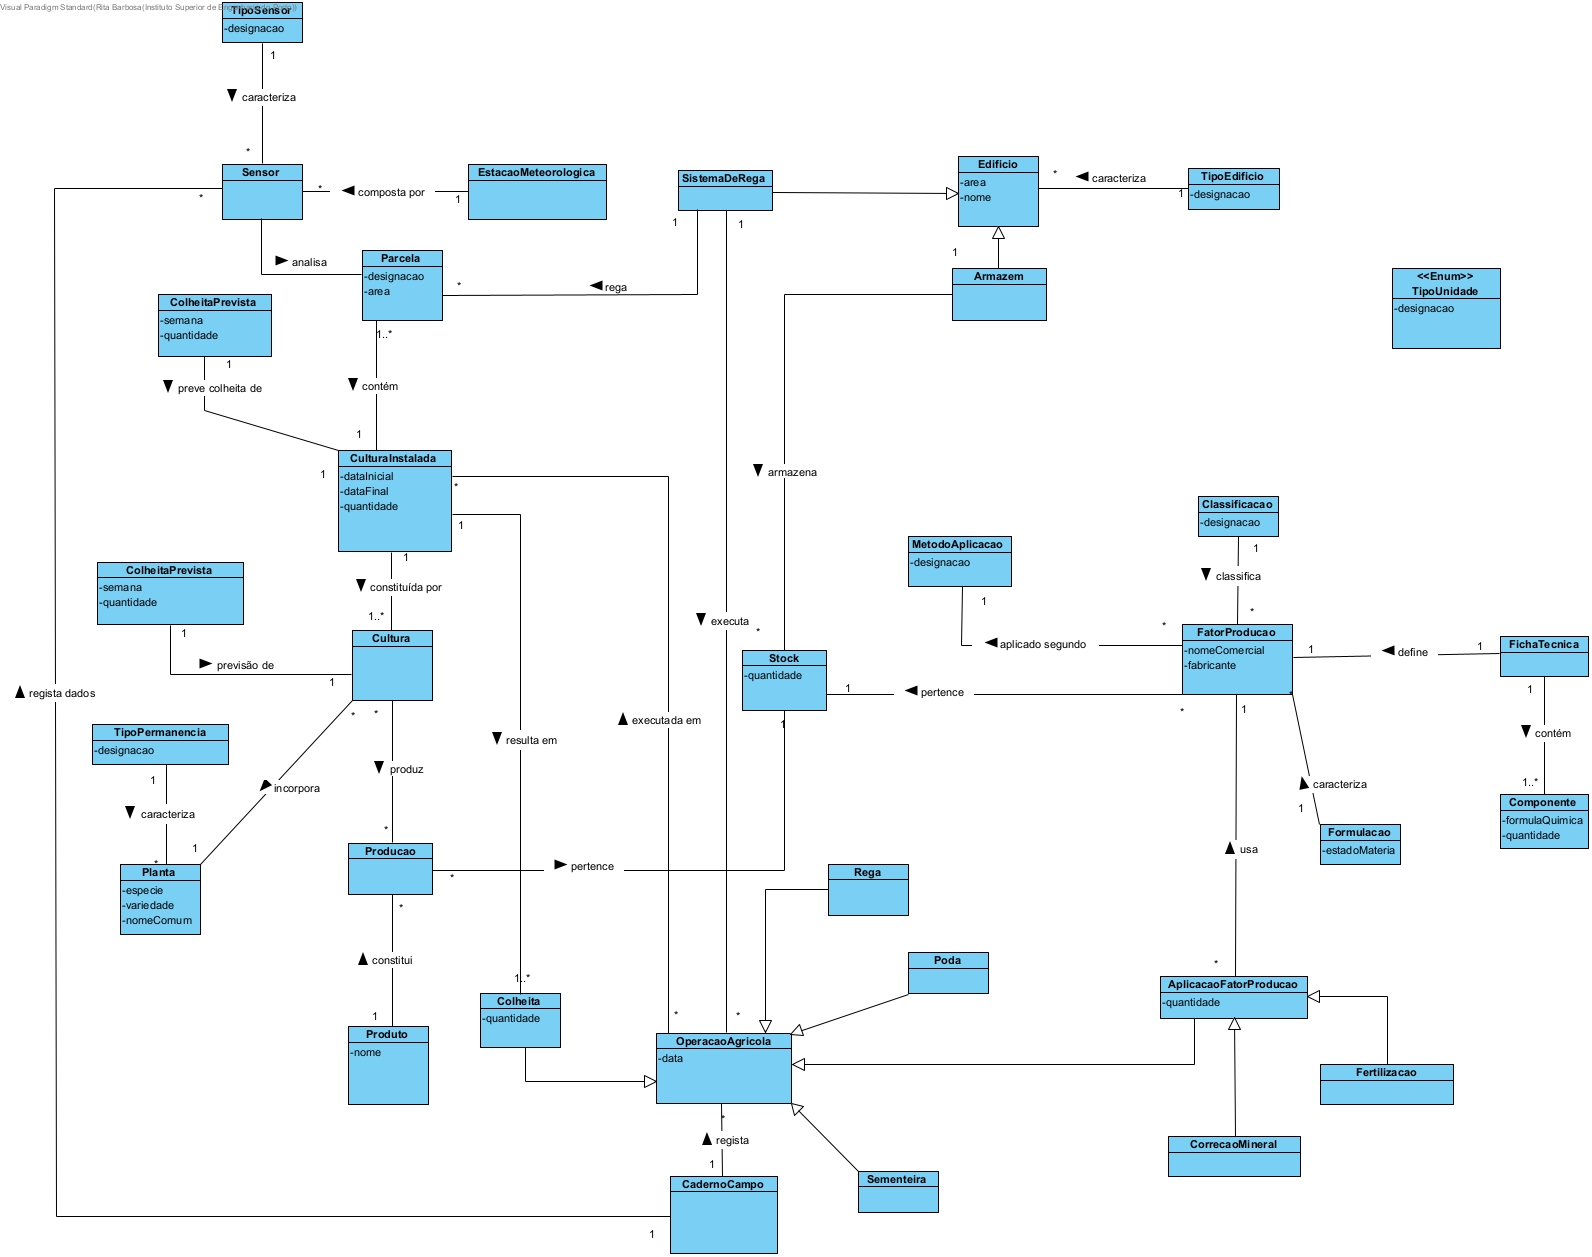 Visual Paradigm Standard(Rita Barbosa(Instituto Superior de
TipoSensor
-designacao
1
caracteriza
*
Sensor
*
*
composta por
1
EstacaoMeteorologica
analisa
SistemaDeRega
1
1
Edificio
-area
-nome
*
caracteriza
1
TipoEdificio
-designacao
1
Armazem
<<Enum>>
TipoUnidade
-designacao
Parcela
-designacao
-area
*
rega
1..*
contém
1
ColheitaPrevista
-semana
-quantidade
1
preve colheita de
1
CulturaInstalada
-dataInicial
-dataFinal
-quantidade
*
1
1
constituída por
1..*
armazena
*
executa
ColheitaPrevista
-semana
-quantidade
1
previsão de
1
Cultura
*
*
regista dados
TipoPermanencia
-designacao
1
caracteriza
*
incorpora
1
Planta
-especie
-variedade
-nomeComum
produz
*
Producao
*
pertence
*
constitui
1
Produto
-nome
resulta em
1..*
Colheita
-quantidade
executada em
*
*
Stock
-quantidade
1
1
pertence
*
MetodoAplicacao
-designacao
1
aplicado segundo
*
Classificacao
-designacao
1
classifica
*
FatorProducao
-nomeComercial
-fabricante
1
define
1
FichaTecnica
1
contém
1..*
Componente
-formulaQuimica
-quantidade
*
caracteriza
1
Formulacao
-estadoMateria
1
usa
*
AplicacaoFatorProducao
-quantidade
Rega
Poda
OperacaoAgricola
-data
Fertilizacao
CorrecaoMineral
Sementeira
*
regista
1
CadernoCampo
1